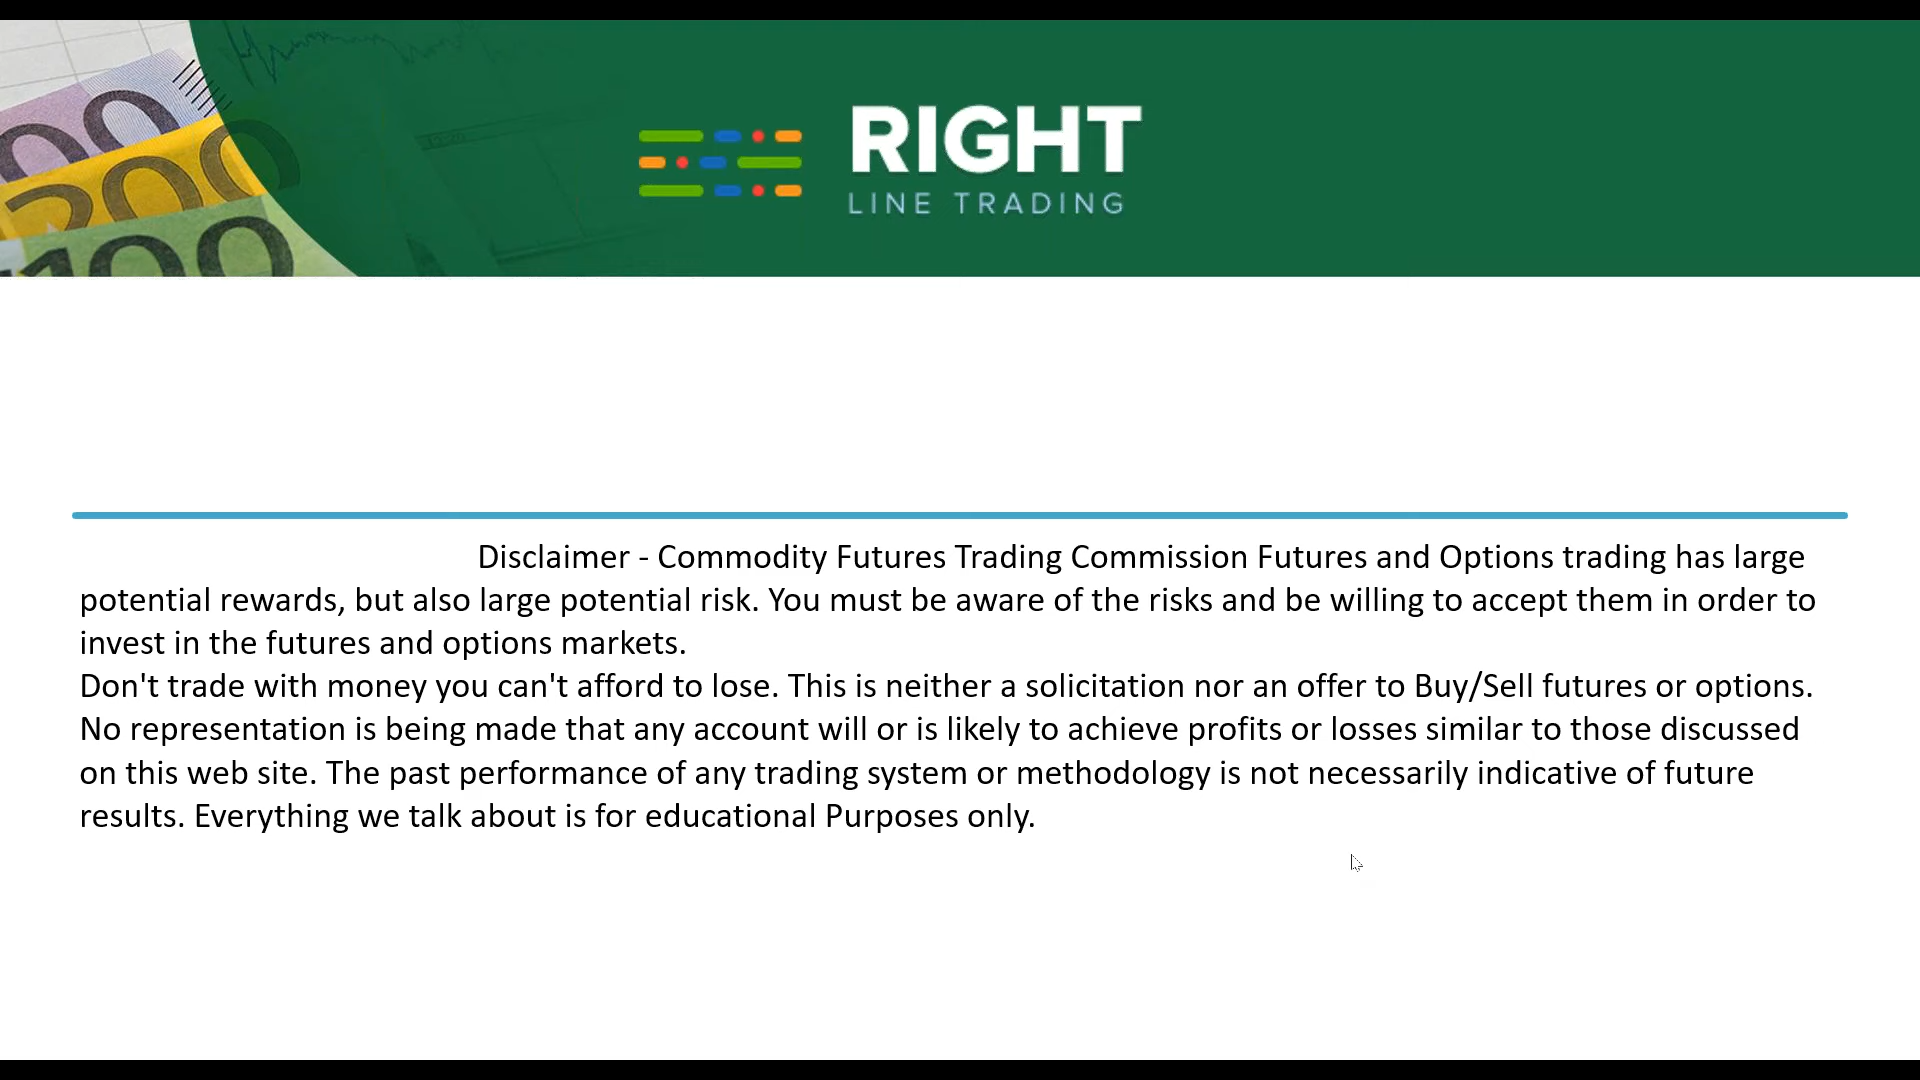 00
200
100
RIGHT
LINE TRADING
Disclaimer - Commodity Futures Trading Commission Futures and Options trading has large
potential rewards, but also large potential risk. You must be aware of the risks and be willing to accept them in order to
invest in the futures and options markets.
Don't trade with money you can't afford to lose. This is neither a solicitation nor an offer to Buy/Sell futures or options.
No representation is being made that any account will or is likely to achieve profits or losses similar to those discussed
on this web site. The past performance of any trading system or methodology is not necessarily indicative of future
results. Everything we talk about is for educational Purposes only.